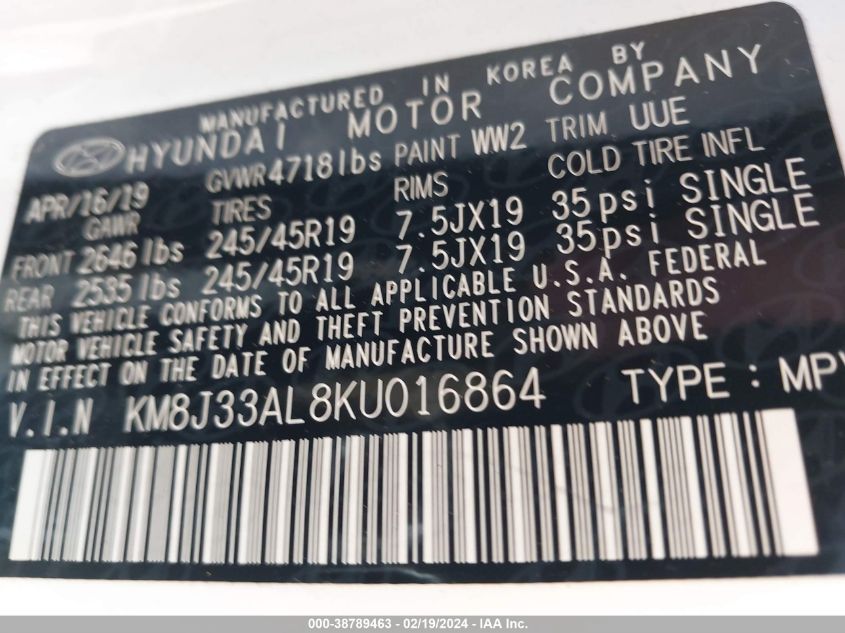 MANUFACTURED IN KOREA BY
HYUNDAI MOTOR COMPANY
APR/16/19 GVWR 4718lbs PAINT WW2 TRIM UUE
GAWR TIRES RIMS COLD TIRE INFL
FRONT 2646 lbs 245/45R19 7.5JX19 35psi SINGLE
REAR 2535 lbs 245/45R19 7.5JX19 35psi SINGLE
THIS VEHICLE CONFORMS TO ALL APPLICABLE U.S.A. FEDERAL
MOTOR VEHICLE SAFETY AND THEFT PREVENTION STANDARDS
IN EFFECT ON THE DATE OF MANUFACTURE SHOWN ABOVE
V.I.N KM8J33AL8KU016864 TYPE : MPV
000-38789463 - 02/19/2024 - IAA Inc.